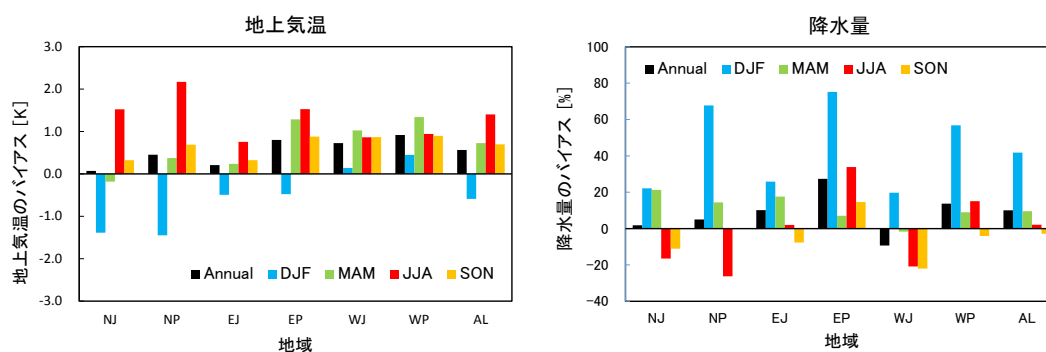 地上気温
地上気温のバイアス [K]
3.0
2.0
1.0
0.0
-1.0
-2.0
-3.0
Annual DJF MAM JJA SON
NJ NP EJ EP WJ WP AL
地域
降水量
降水量のバイアス [%]
100
80
60
40
20
0
−20
−40
Annual DJF MAM JJA SON
NJ NP EJ EP WJ WP AL
地域